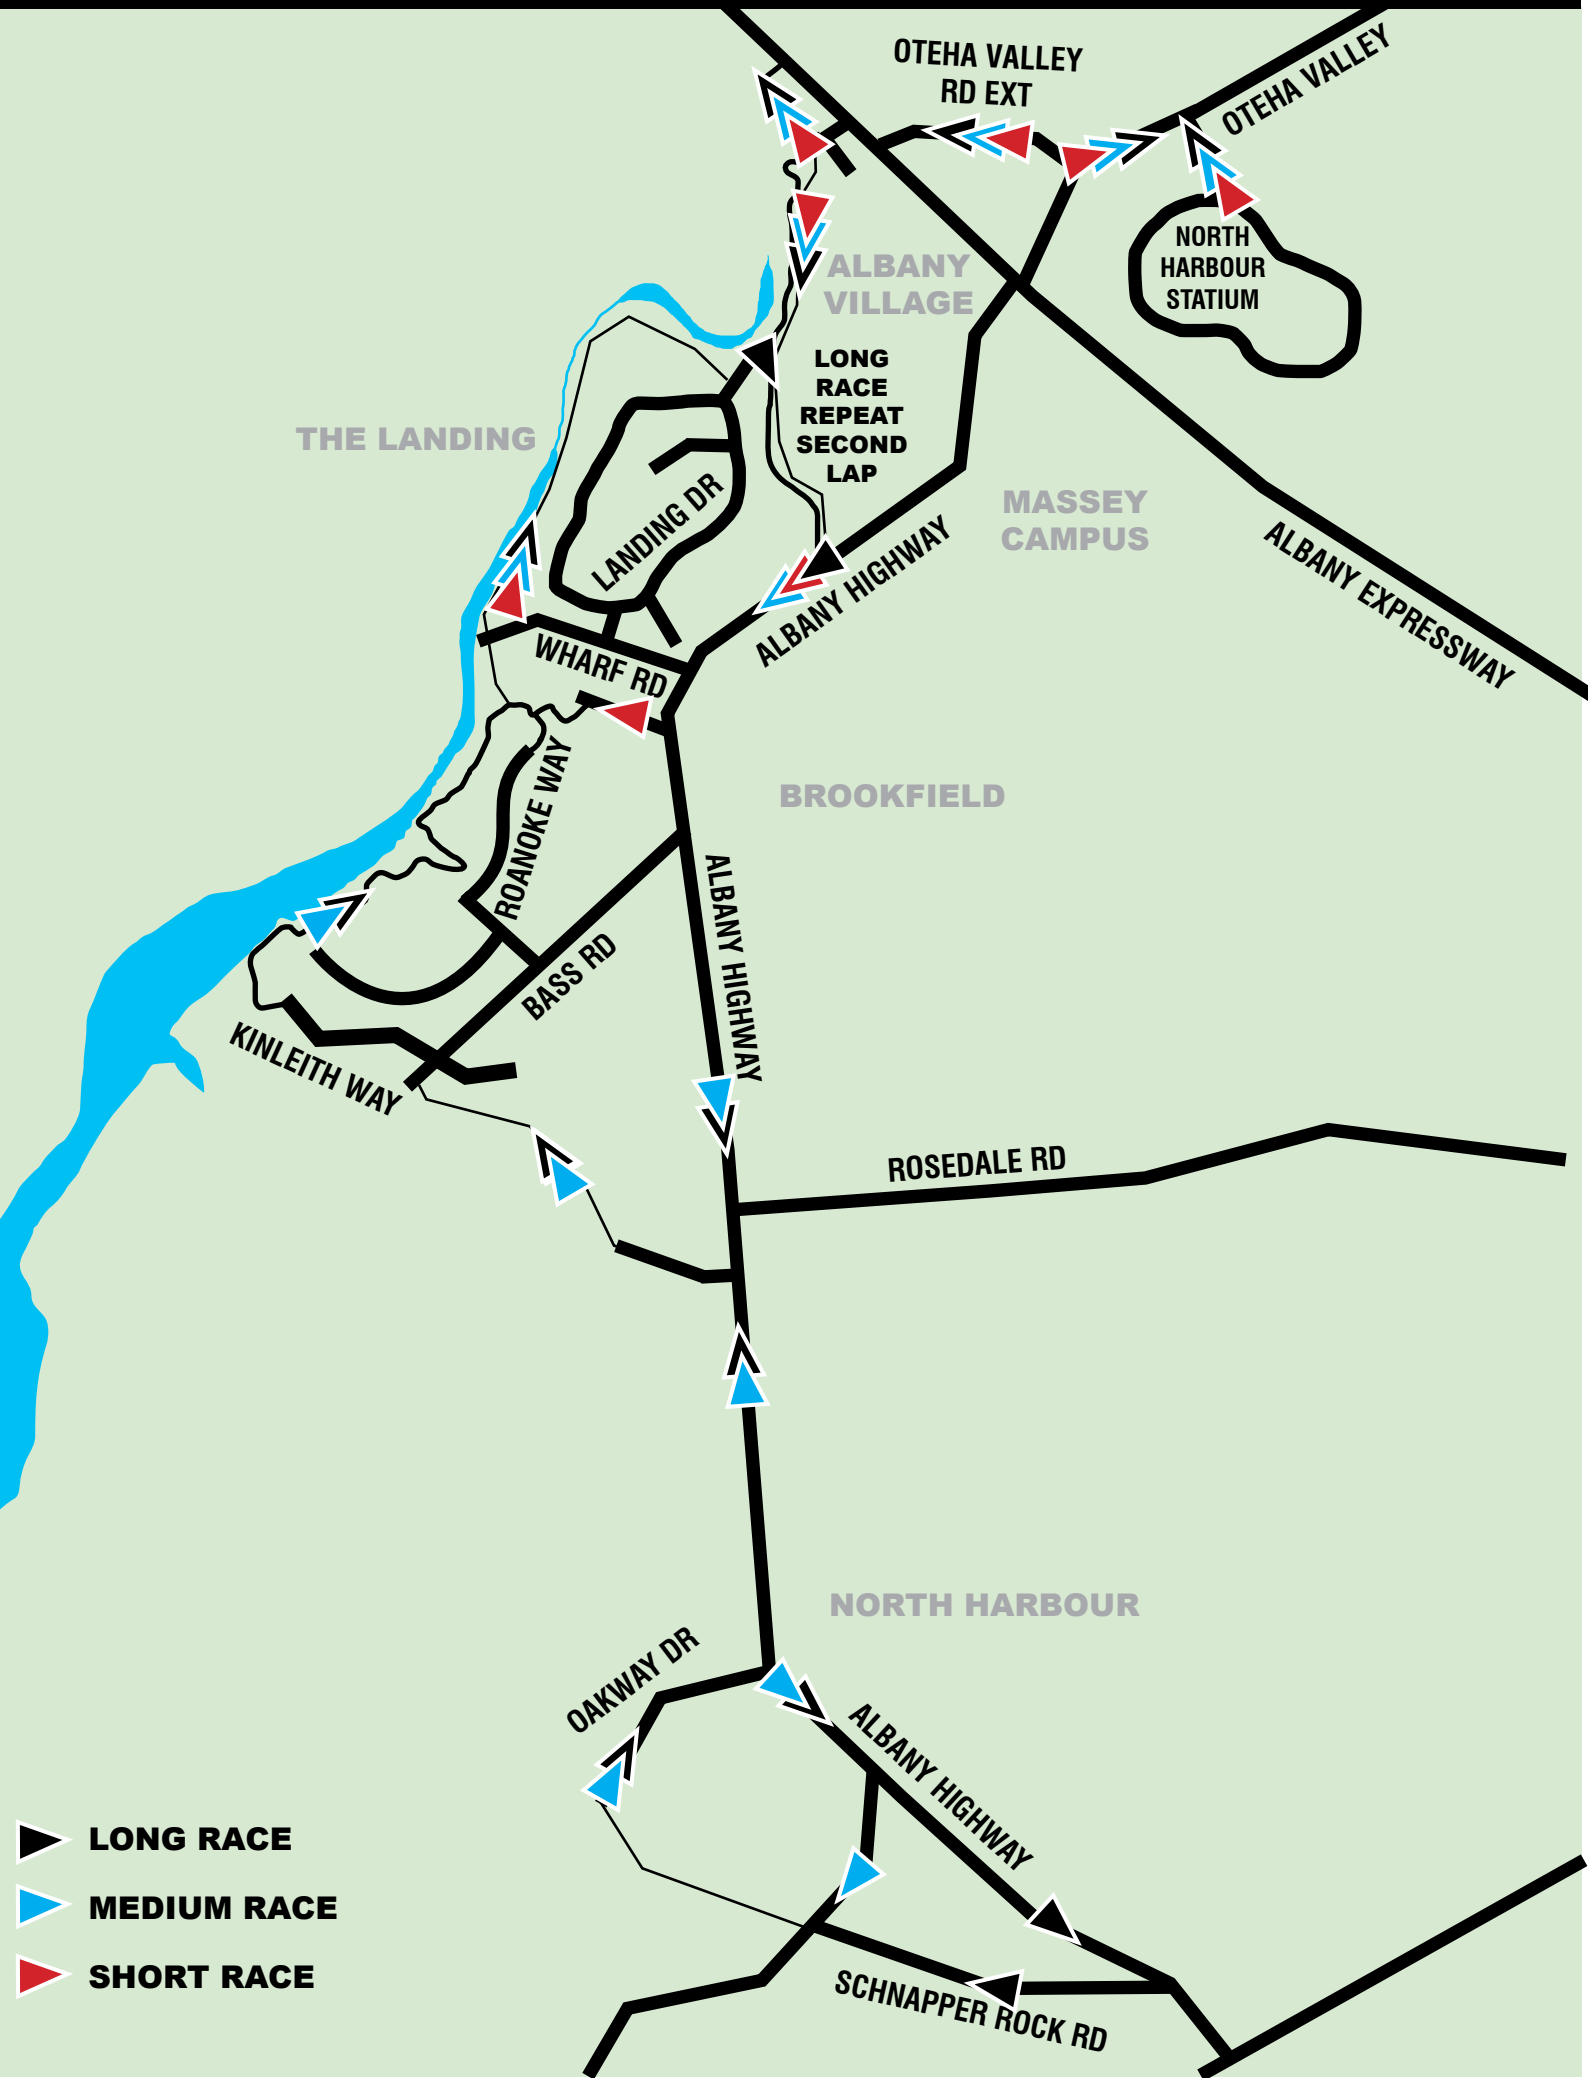 OTEHA VALLEY
RD EXT
OTEHA VALLEY
NORTH
HARBOUR
STATIUM
ALBANY
VILLAGE
LONG
RACE
REPEAT
SECOND
LAP
THE LANDING
LANDING DR
MASSEY
CAMPUS
ALBANY HIGHWAY
ALBANY EXPRESSWAY
WHARF RD
BROOKFIELD
ROANOKE WAY
ALBANY HIGHWAY
BASS RD
KINLEITH WAY
ROSEDALE RD
NORTH HARBOUR
OAKWAY DR
ALBANY HIGHWAY
SCHNAPPER ROCK RD
LONG RACE
MEDIUM RACE
SHORT RACE